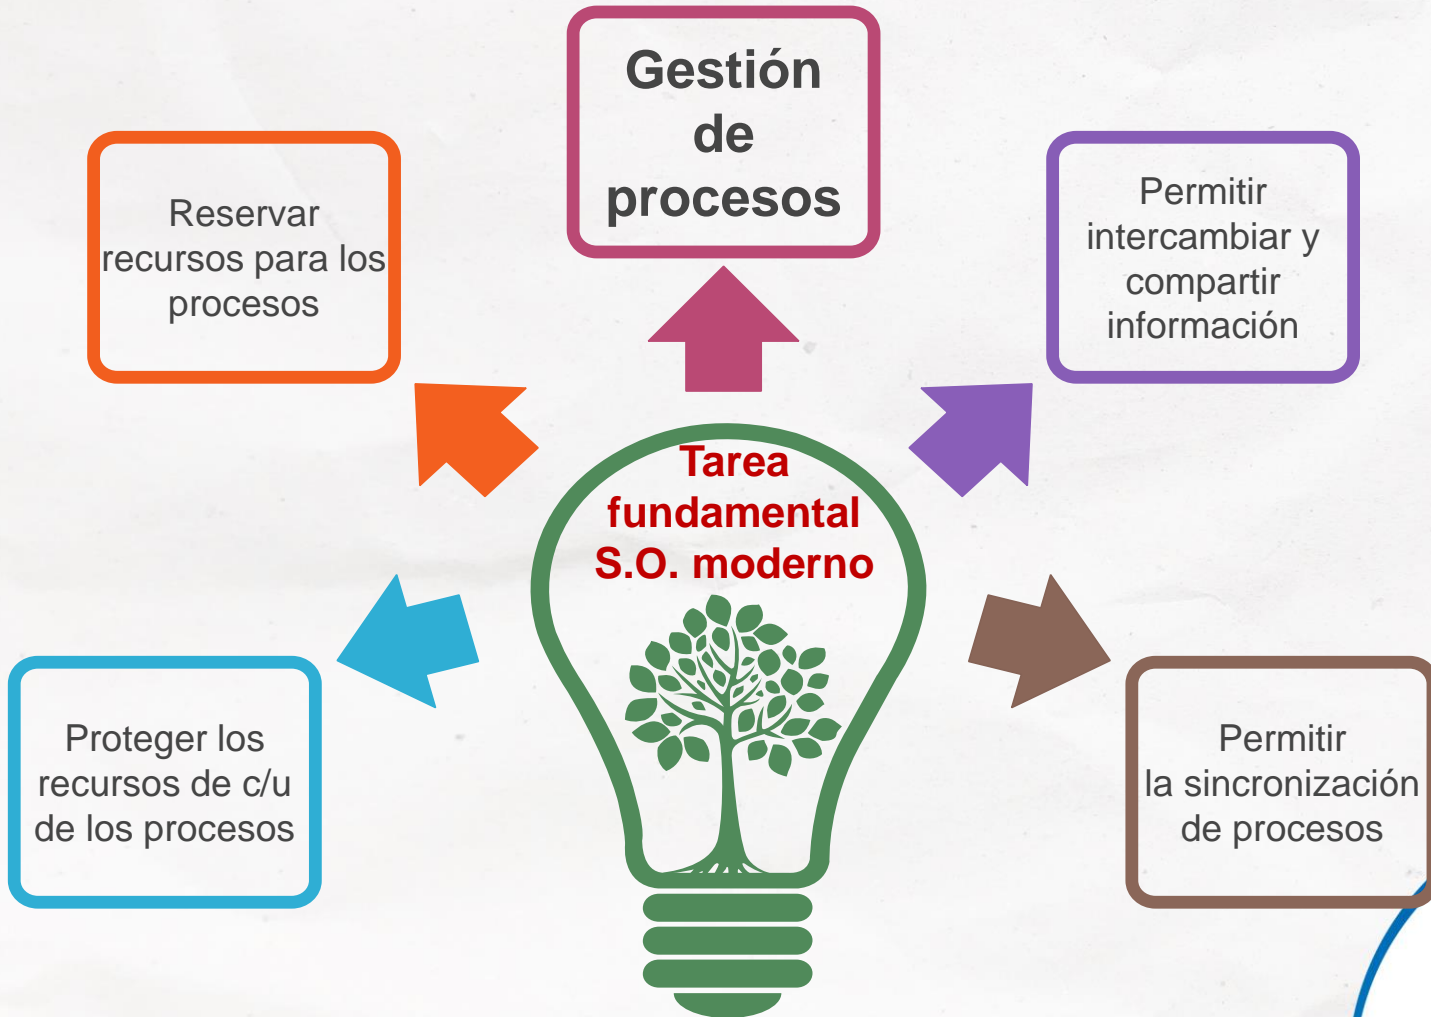 Gestión
de
procesos
Reservar
recursos para los
procesos
Permitir
intercambiar y
compartir
información
Tarea
fundamental
S.O. moderno
Proteger los
recursos de c/u
de los procesos
Permitir
la sincronización
de procesos